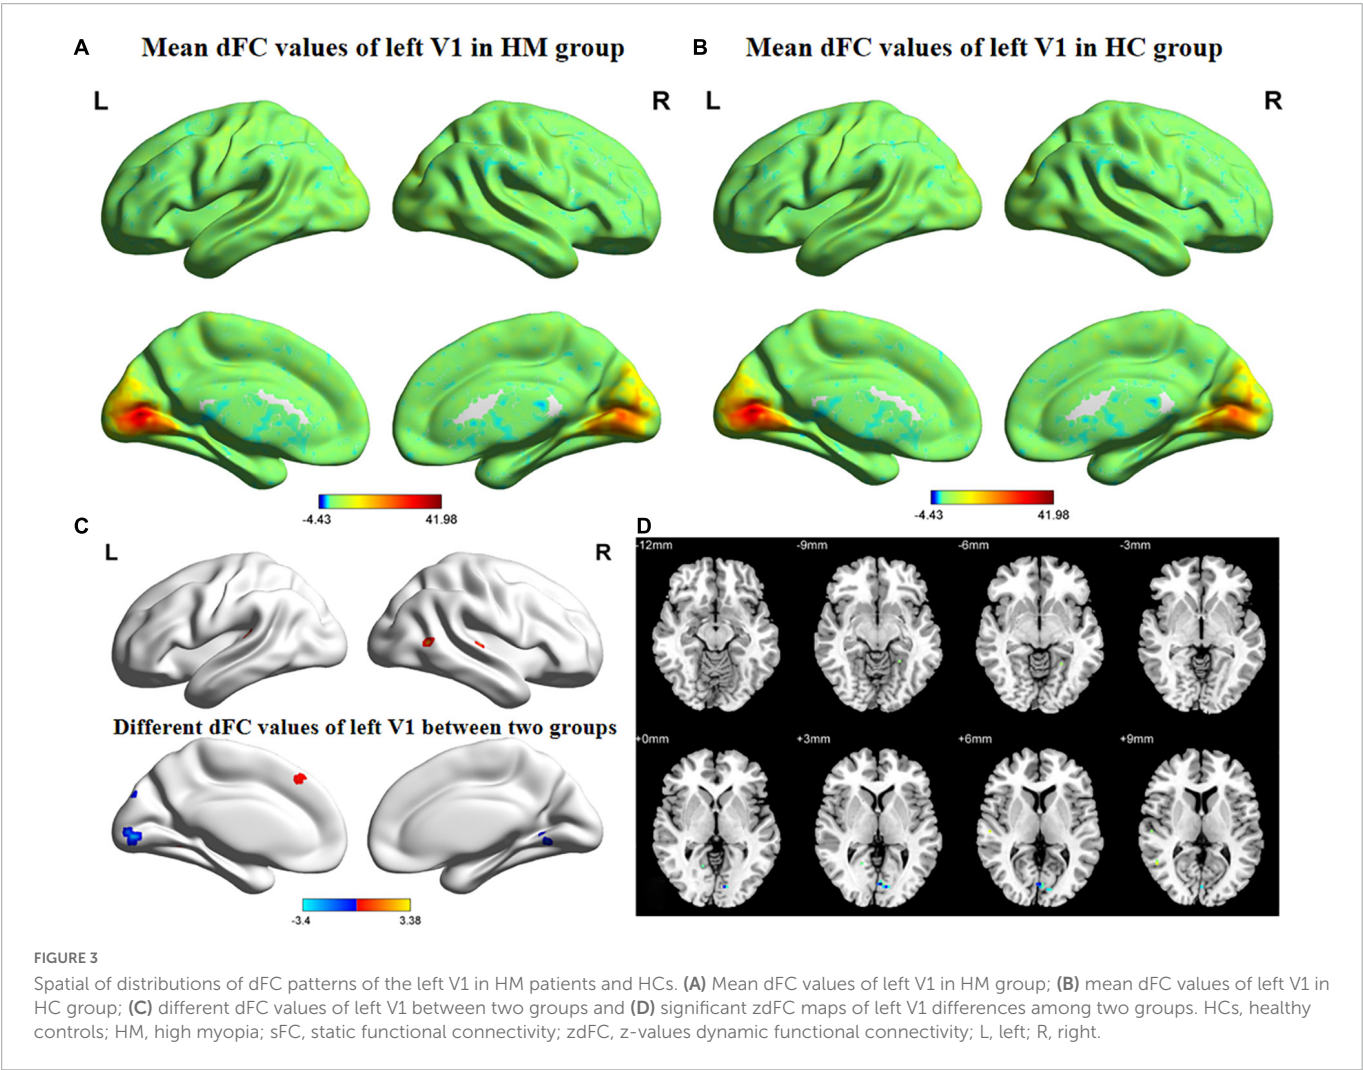 A
Mean dFC values of left V1 in HM group
B
Mean dFC values of left V1 in HC group
L
R
L
R
-4.43
41.98
-4.43
41.98
C
D
L
R
Different dFC values of left V1 between two groups
-3.4
3.38
-12mm
-9mm
-6mm
-3mm
+0mm
+3mm
+6mm
+9mm
FIGURE 3
Spatial of distributions of dFC patterns of the left V1 in HM patients and HCs. (A) Mean dFC values of left V1 in HM group; (B) mean dFC values of left V1 in
HC group; (C) different dFC values of left V1 between two groups and (D) significant zdFC maps of left V1 differences among two groups. HCs, healthy
controls; HM, high myopia; sFC, static functional connectivity; zdFC, z-values dynamic functional connectivity; L, left; R, right.